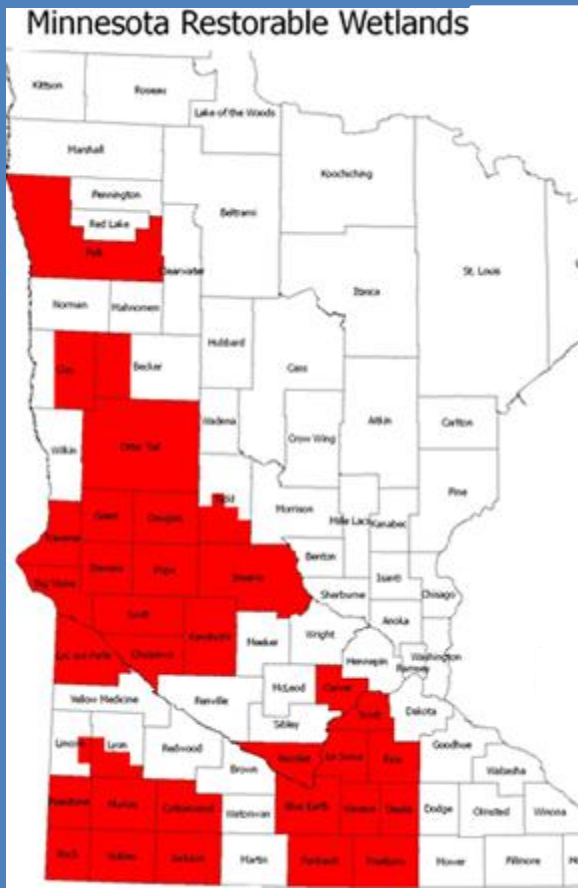 Minnesota Restorable Wetlands
Kittson
Roseau
Lake of the Woods
Marshall
Koochiching
Pennington
Beltrami
Red Lake
Polk
Clearwater
St. Louis
Itasca
Norman
Mahnomen
Hubbard
Cass
Clay
Becker
Wadena
Crow Wing
Aitkin
Carlton
Otter Tail
Wilkin
Pine
Todd
Morrison
Mille Lacs
Kanabec
Grant
Douglas
Traverse
Benton
Stevens
Pope
Stearns
Isanti
Chisago
Big Stone
Sherburne
Anoka
Swift
Kandiyohi
Meeker
Wright
Washington
Hennepin
Ramsey
Lac qui Parle
Chippewa
McLeod
Carver
Scott
Dakota
Yellow Medicine
Renville
Sibley
Goodhue
Lincoln
Lyon
Redwood
Nicollet
Le Sueur
Rice
Wabasha
Brown
Pipestone
Murray
Cottonwood
Watonwan
Blue Earth
Waseca
Steele
Dodge
Olmsted
Winona
Rock
Nobles
Jackson
Martin
Faribault
Freeborn
Mower
Fillmore